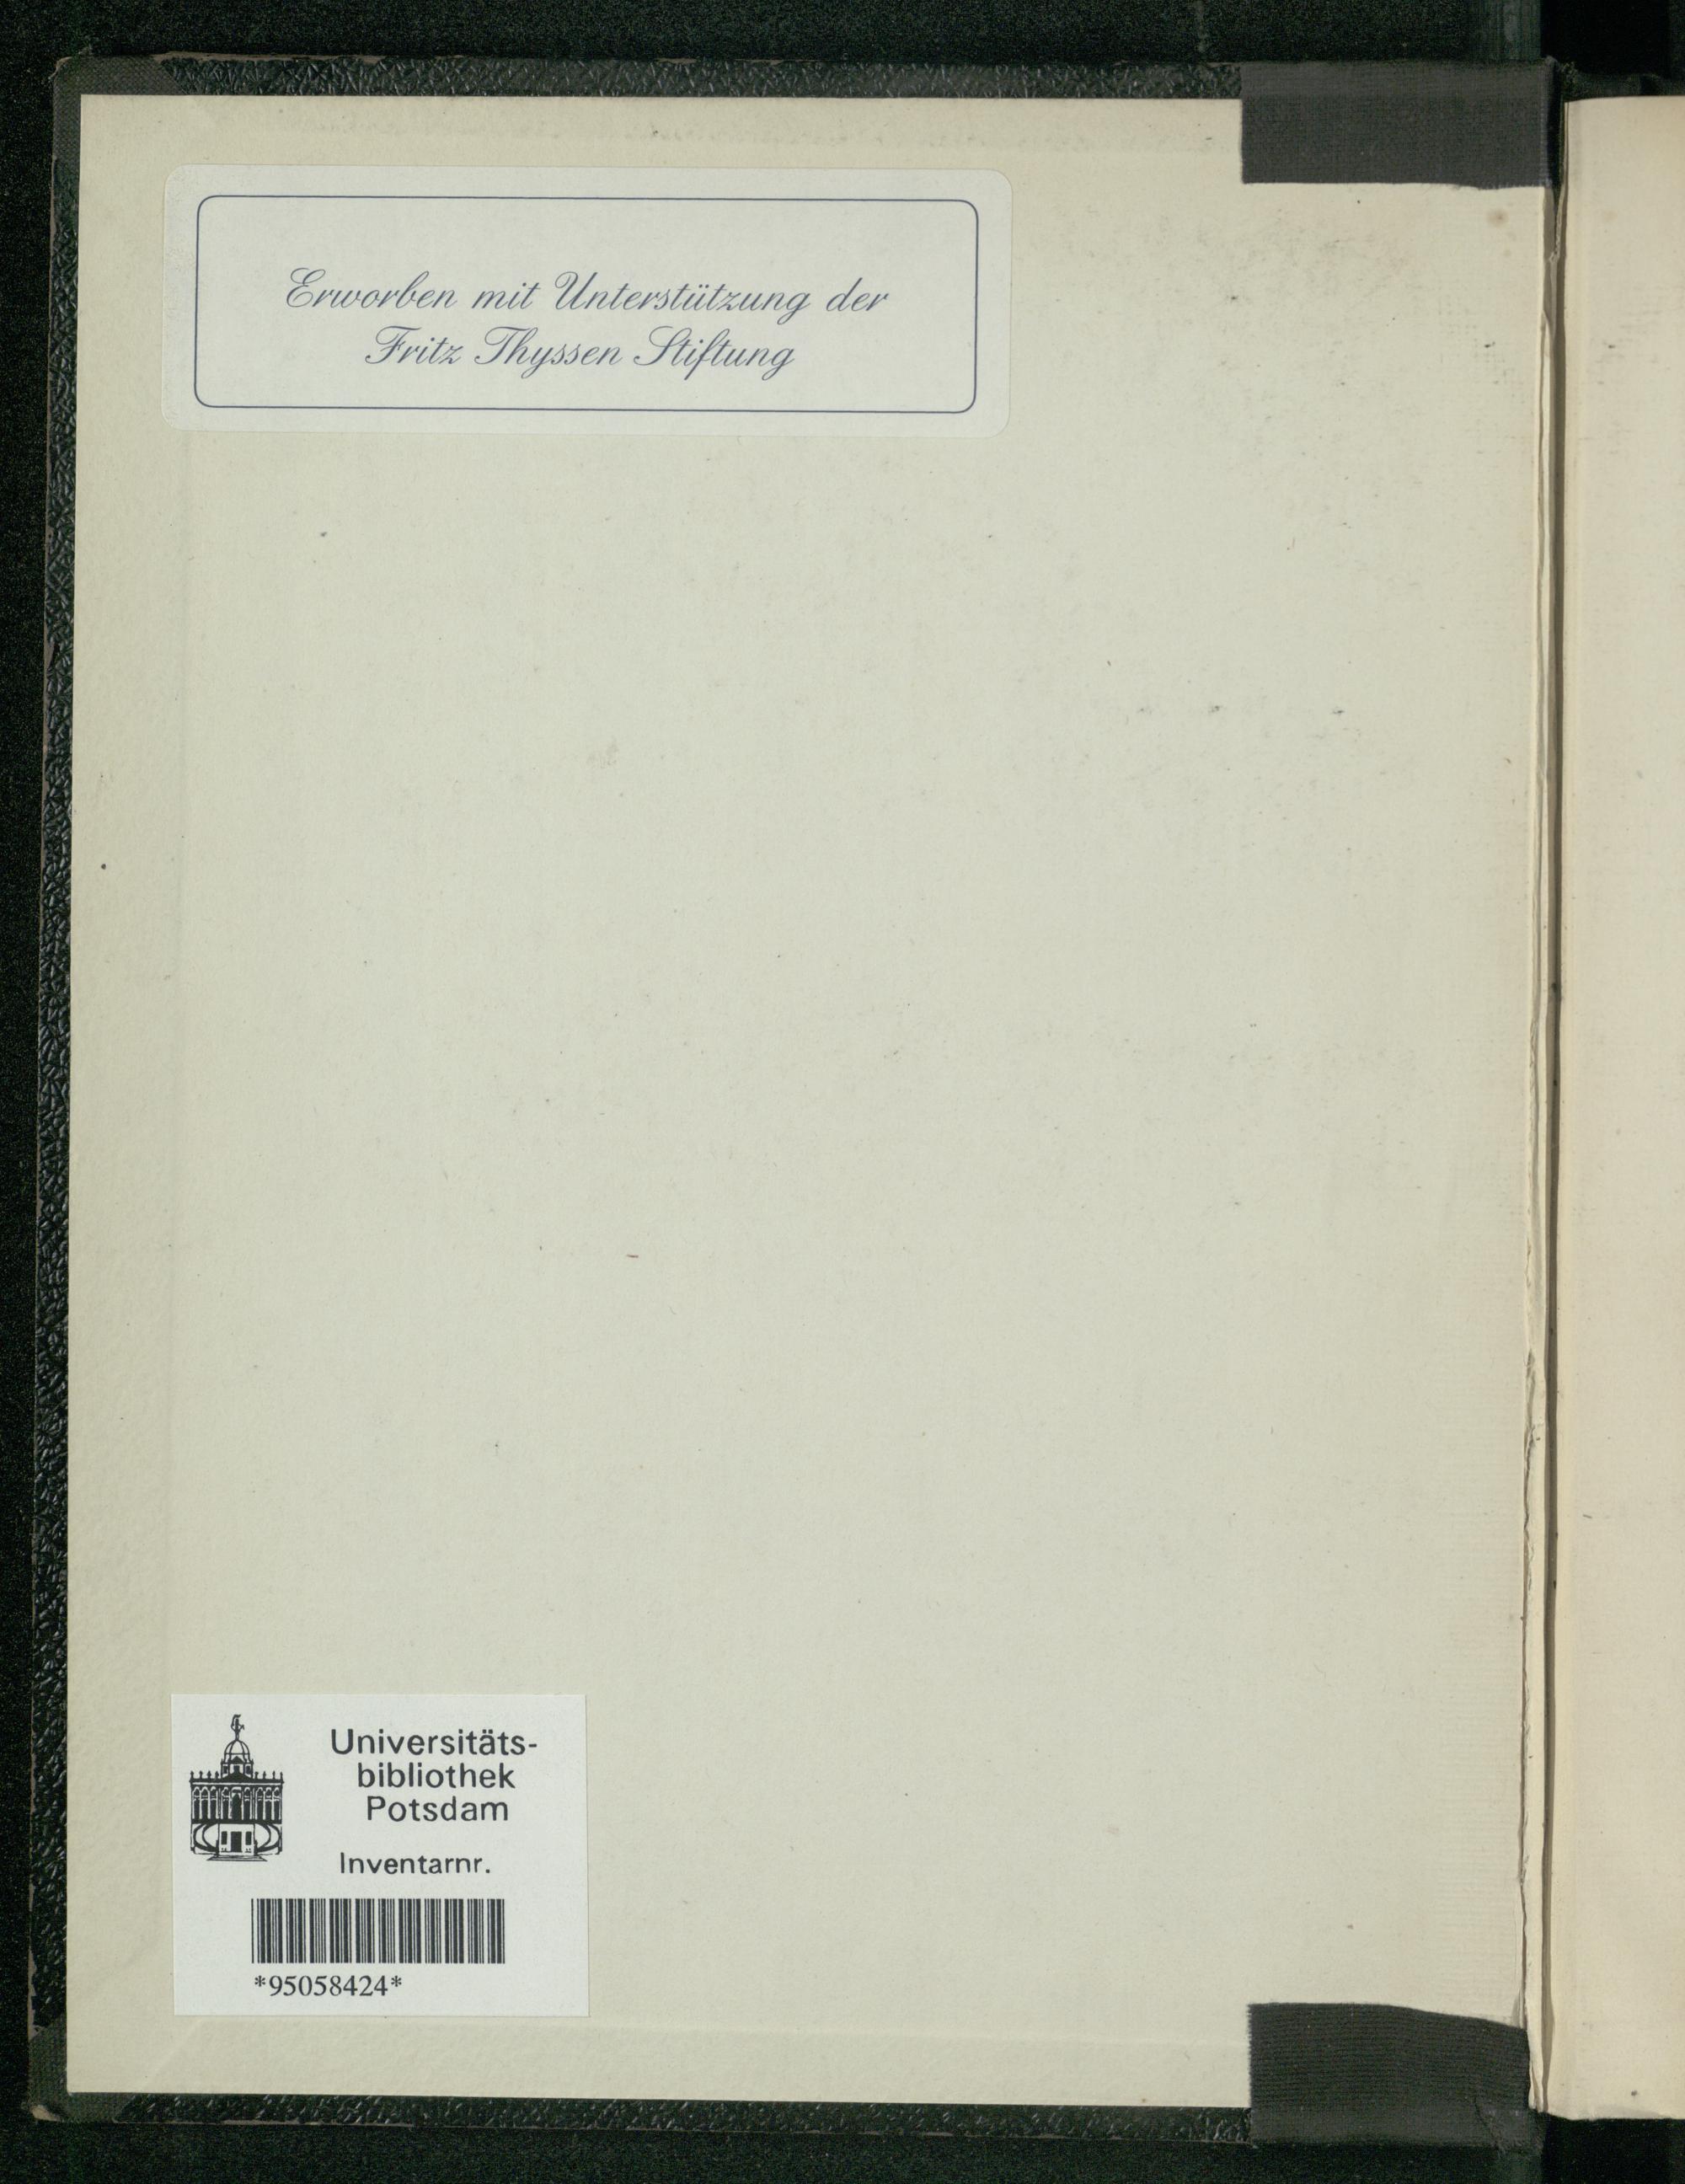 Erworben mit Unterstützung der
Fritz Thyssen Stiftung
Universitäts-
bibliothek
Potsdam
Inventarnr.
*95058424*